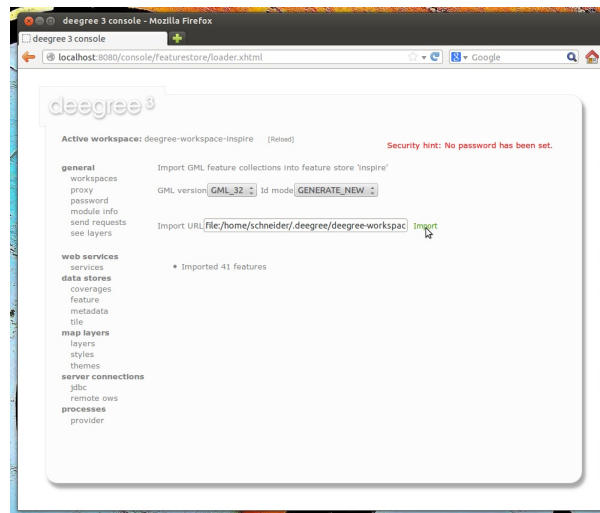 deegree 3 console - Mozilla Firefox
deegree 3 console
localhost:8080/console/featurestore/loader.xhtml
Google
deegree 3
Active workspace: deegree-workspace-inspire [Reload]
Security hint: No password has been set.
general
workspaces
proxy
password
module info
send requests
see layers
web services
services
data stores
coverages
feature
metadata
tile
map layers
layers
styles
themes
server connections
jdbc
remote ows
processes
provider
Import GML feature collections into feature store 'inspire'
GML version GML_32 Id mode GENERATE_NEW
Import URL file:/home/schneider/.deegree/deegree-workspac Import
• Imported 41 features